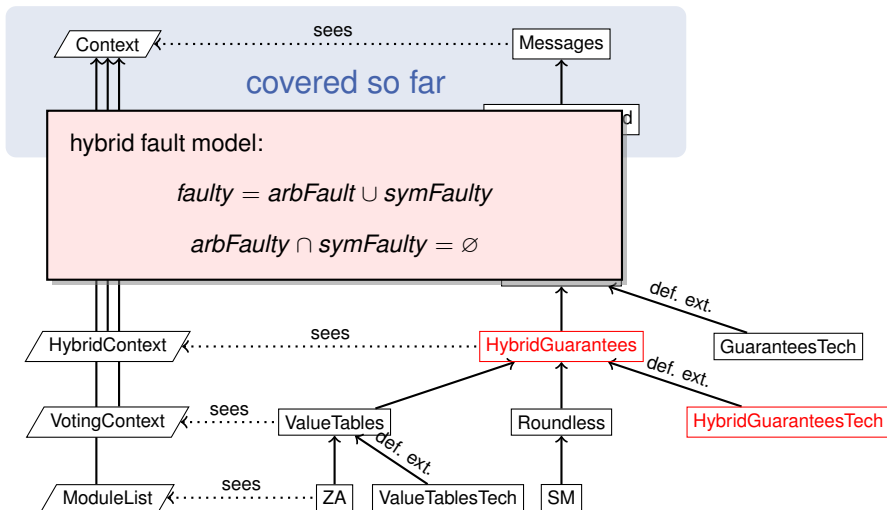 Context
sees
Messages
covered so far
d
hybrid fault model:
faulty = arbFault ∪ symFaulty
arbFaulty ∩ symFaulty = ∅
def. ext.
HybridContext
sees
HybridGuarantees
GuaranteesTech
def. ext.
VotingContext
sees
ValueTables
Roundless
HybridGuaranteesTech
def. ext.
ModuleList
sees
ZA
ValueTablesTech
SM